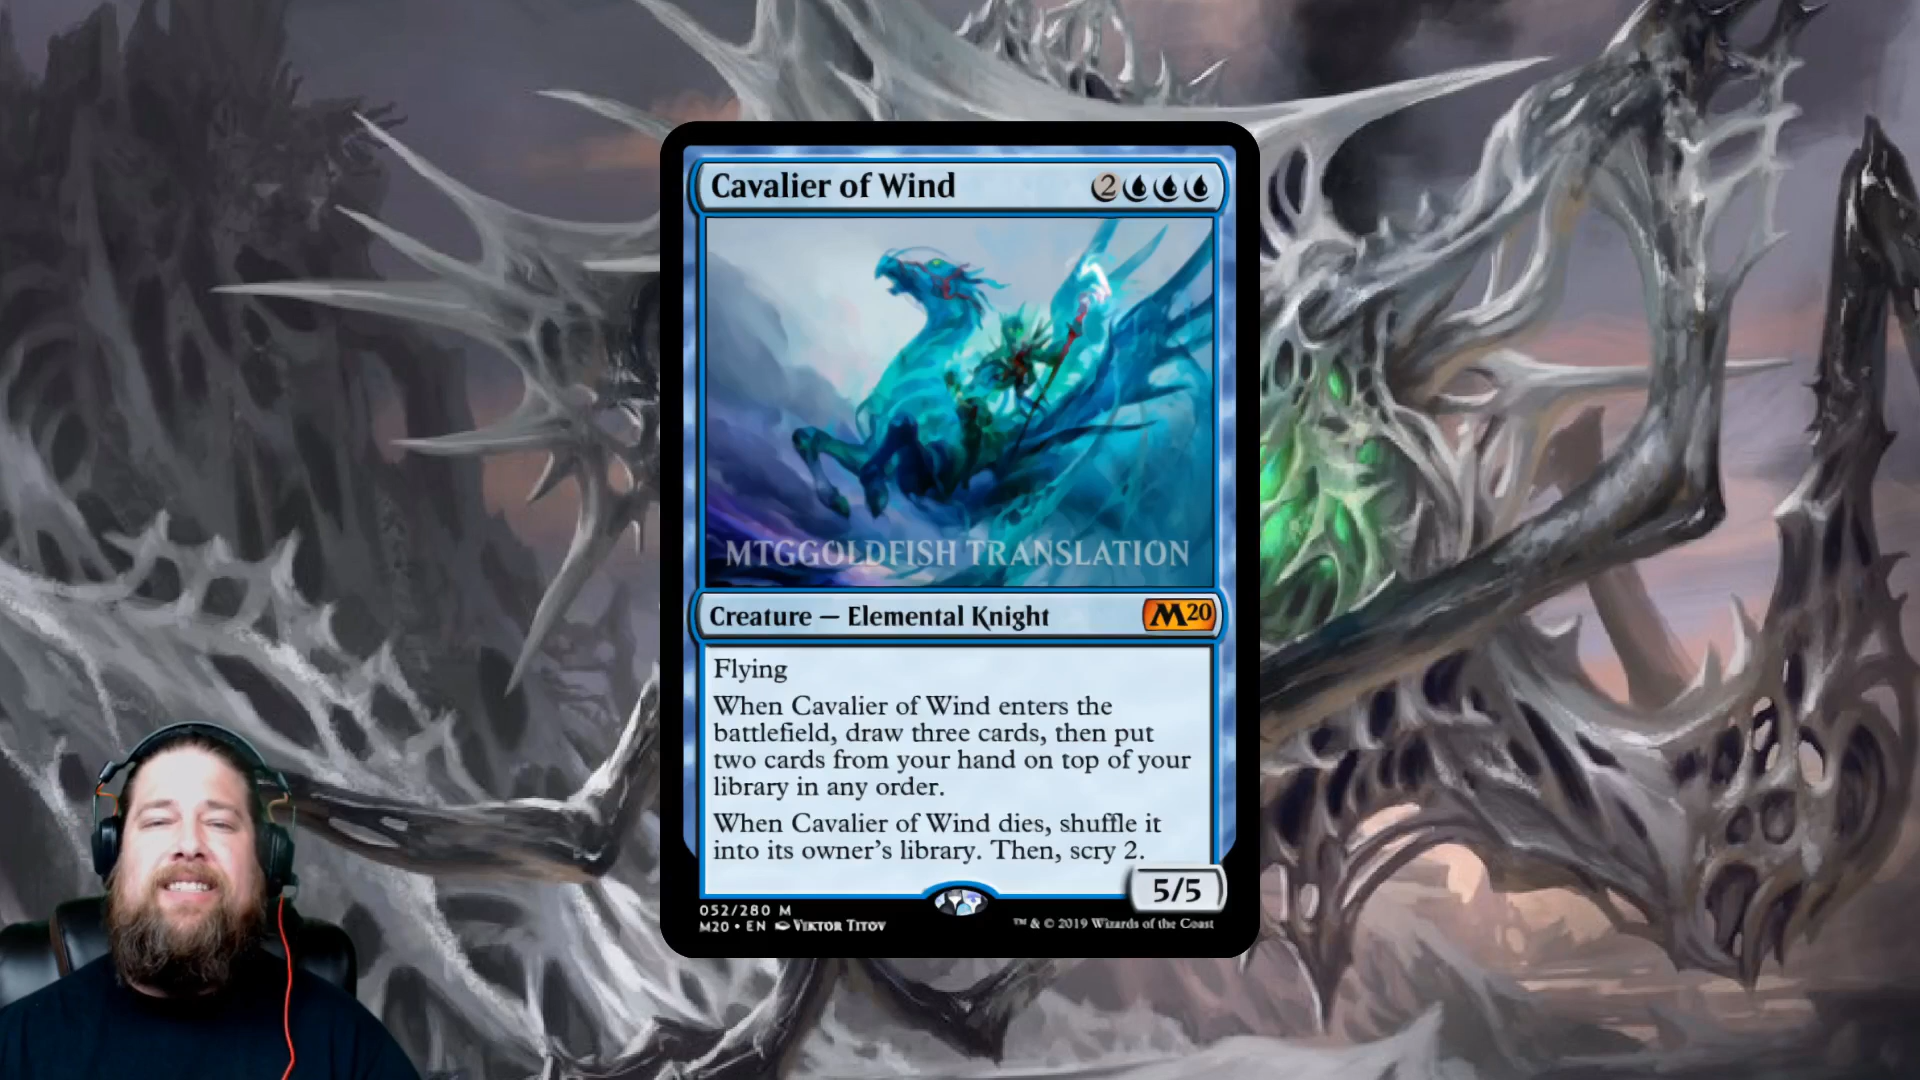 Cavalier of Wind 2
MTGGOLDFISH TRANSLATION
Creature — Elemental Knight M20
Flying
When Cavalier of Wind enters the
battlefield, draw three cards, then put
two cards from your hand on top of your
library in any order.
When Cavalier of Wind dies, shuffle it
into its owner's library. Then, scry 2.
5/5
052/280 M
M20 • EN VIKTOR TITOV
™ & © 2019 Wizards of the Coast